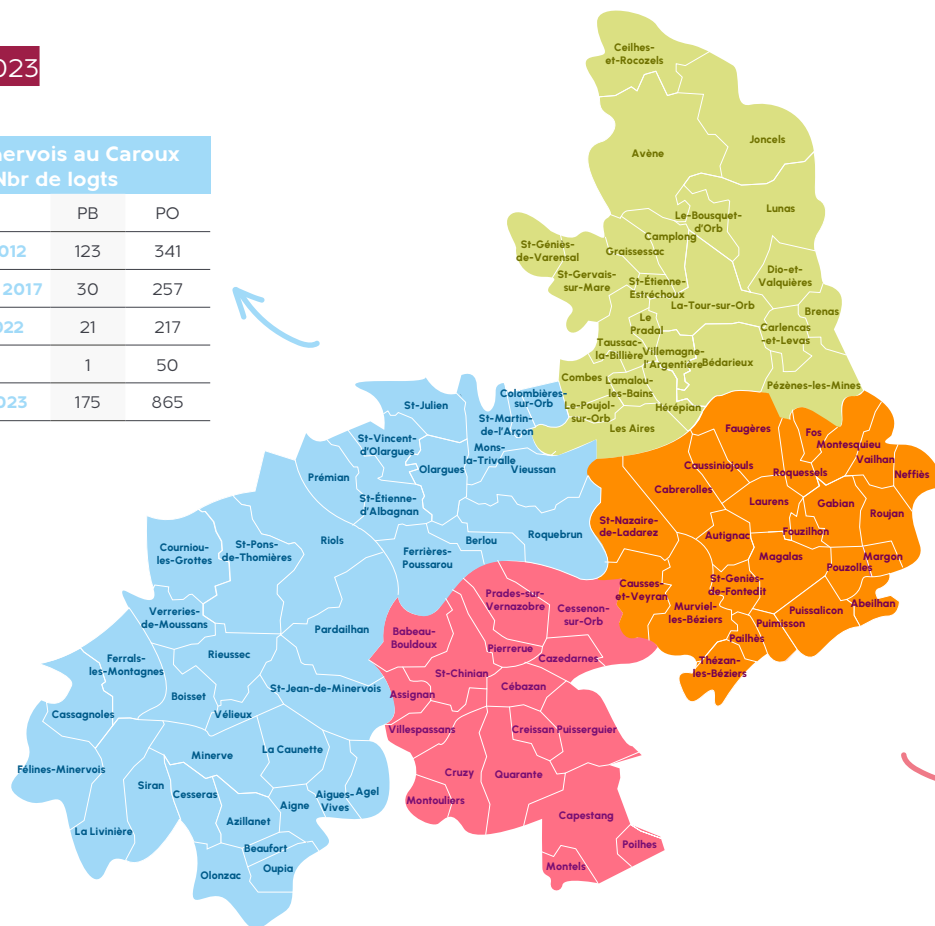 023
ervois au Caroux
Nbr de logts
PB PO
012 123 341
2017 30 257
022 21 217
1 50
023 175 865
Ceilhes-
et-Rocozels
Avène
Joncels
Lunas
Le-Bousquet-
d'Orb
Camplong
Graissessac
St-Géniès-
de-Varensal
St-Gervais-
sur-Mare
St-Étienne-
Estréchoux
Dio-et-
Valquières
La-Tour-sur-Orb
Brenas
Le
Pradal
Carlencas
-et-Levas
Taussac-
la-Billière
Villemagne-
l'Argentière
Bédarieux
Combes
Lamalou-
les-Bains
Pézènes-les-Mines
Le-Poujol-
sur-Orb
Hérépian
Les Aires
Colombières-
sur-Orb
St-Julien
St-Martin-
de-l'Arçon
St-Vincent-
d'Olargues
Mons-
la-Trivalle
Olargues
Vieussan
Prémian
St-Étienne-
d'Albagnan
Riols
Berlou
Roquebrun
Ferrières-
Poussarou
Courniou-
les-Grottes
St-Pons-
de-Thomières
Verreries-
de-Moussans
Pardailhan
Rieussec
Ferrals-
les-Montagnes
Boisset
St-Jean-de-Minervois
Vélieux
Cassagnoles
Minerve
La Caunette
Félines-Minervois
Siran
Cesseras
Aigne
Aigues-
Vives
Agel
Azillanet
La Livinière
Beaufort
Oupia
Olonzac
Faugères
Fos
Montesquieu
Vailhan
Neffiès
Caussiniojouls
Roquessels
Cabrerolles
Laurens
Gabian
Roujan
St-Nazaire-
de-Ladarez
Autignac
Fouzilhon
Magalas
Margon
Pouzolles
Causses-
et-Veyran
St-Geniès-
de-Fontedit
Abeilhan
Murviel-
les-Béziers
Puissalicon
Puimisson
Pailhès
Thézan-
les-Béziers
Prades-sur-
Vernazobre
Cessenon-
sur-Orb
Babeau-
Bouldoux
Pierrerue
Cazedarnes
St-Chinian
Cébazan
Assignan
Villespassans
Creissan
Puisserguier
Cruzy
Quarante
Montouliers
Capestang
Poilhes
Montels